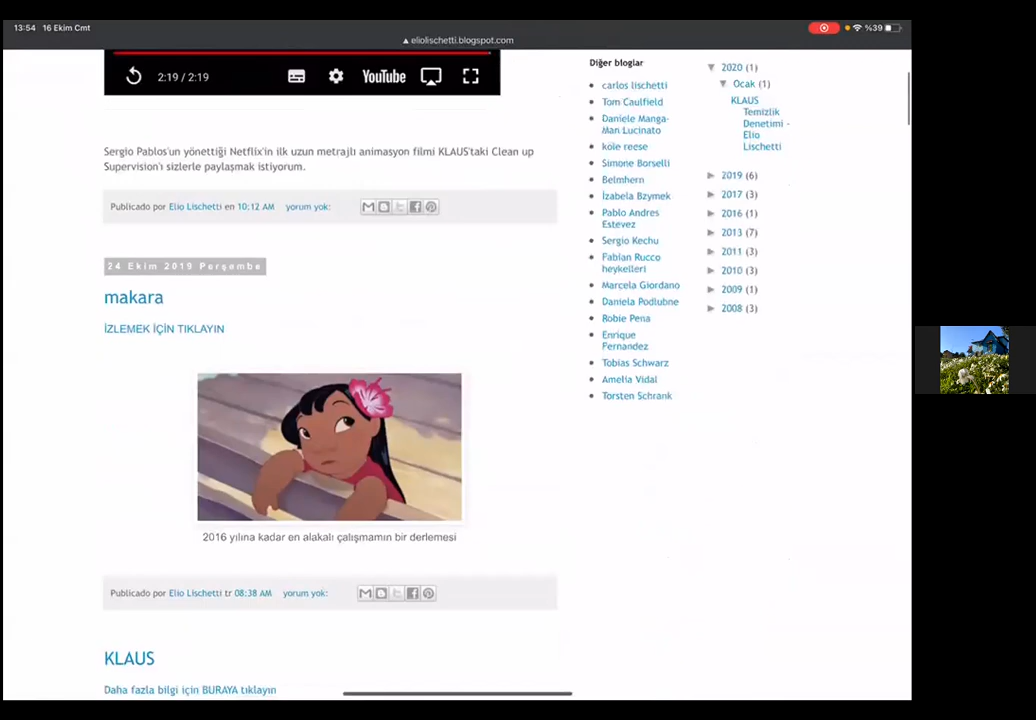 13:54 16 Ekim Cmt
%39
eliolischetti.blogspot.com
2:19 / 2:19
YouTube
Sergio Pablos'un yönettiği Netflix'in ilk uzun metrajlı animasyon filmi KLAUS'taki Clean up
Supervision'ı sizlerle paylaşmak istiyorum.
Publicado por Elio Lischetti en 10:12 AM yorum yok:
24 Ekim 2019 Perşembe
makara
İZLEMEK İÇİN TIKLAYIN
2016 yılına kadar en alakalı çalışmamın bir derlemesi
Publicado por Elio Lischetti tr 08:38 AM yorum yok:
KLAUS
Daha fazla bilgi için BURAYA tıklayın
Diğer bloglar
carlos lischetti
Tom Caulfield
Daniele Manga-
Man Lucinato
kole reese
Simone Borselli
Belmhern
İzabela Bzymek
Pablo Andres
Estevez
Sergio Kechu
Fabian Rucco
heykelleri
Marcela Giordano
Daniela Podlubne
Robie Pena
Enrique
Fernandez
Tobias Schwarz
Amelia Vidal
Torsten Schrank
2020 (1)
Ocak (1)
KLAUS
Temizlik
Denetimi -
Elio
Lischetti
2019 (6)
2017 (3)
2016 (1)
2013 (7)
2011 (3)
2010 (3)
2009 (1)
2008 (3)